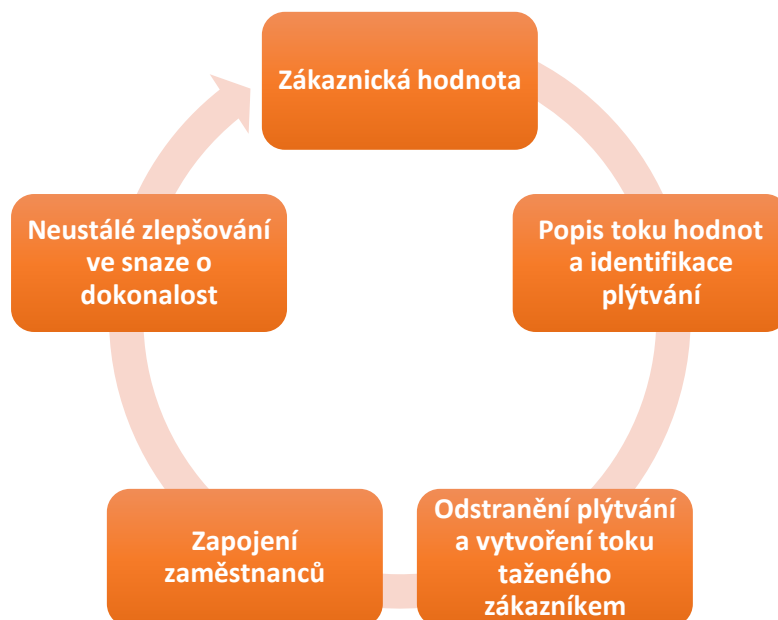 Zákaznická hodnota
Popis toku hodnot
a identifikace
plýtvání
Odstranění plýtvání
a vytvoření toku
taženého
zákazníkem
Zapojení
zaměstnanců
Neustálé zlepšování
ve snaze o
dokonalost